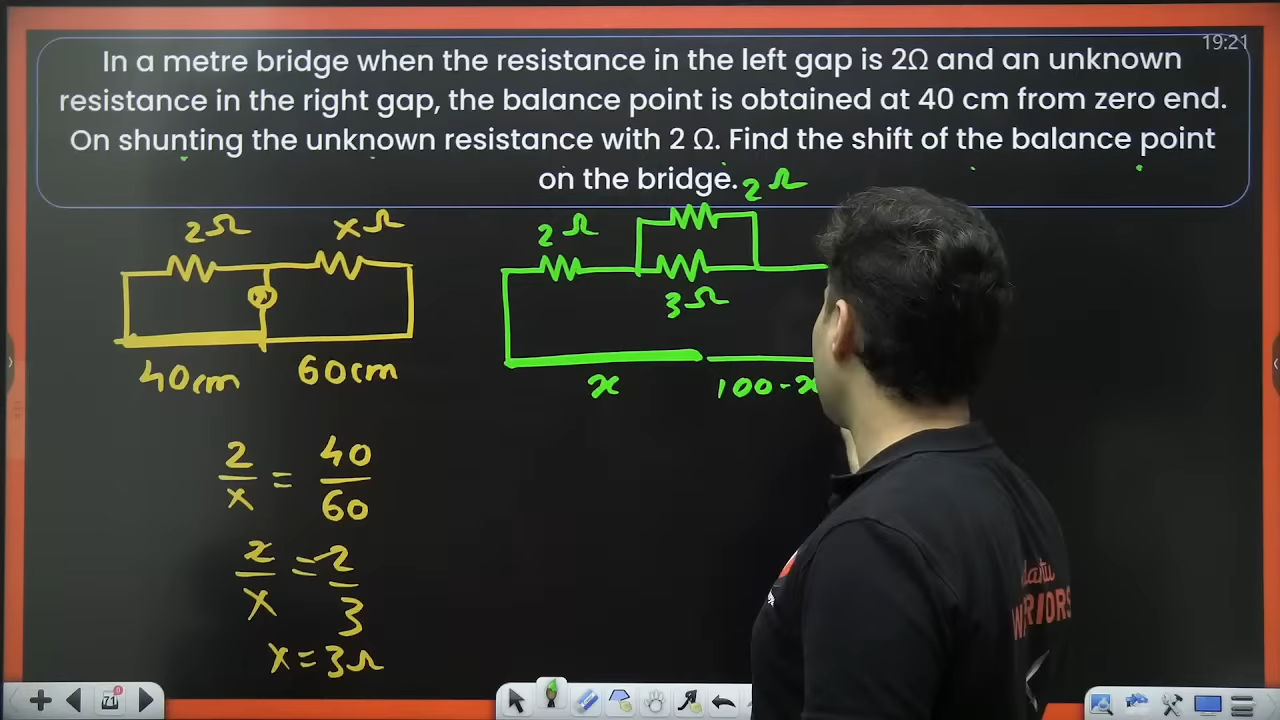 19:21
In a metre bridge when the resistance in the left gap is 2Ω and an unknown
resistance in the right gap, the balance point is obtained at 40 cm from zero end.
On shunting the unknown resistance with 2 Ω. Find the shift of the balance point
on the bridge.
2Ω
XΩ
40cm
60cm
2/X = 40/60
2/X = 2/3
X=3Ω
2Ω
2Ω
3Ω
x
100-x
71
WARRIORS